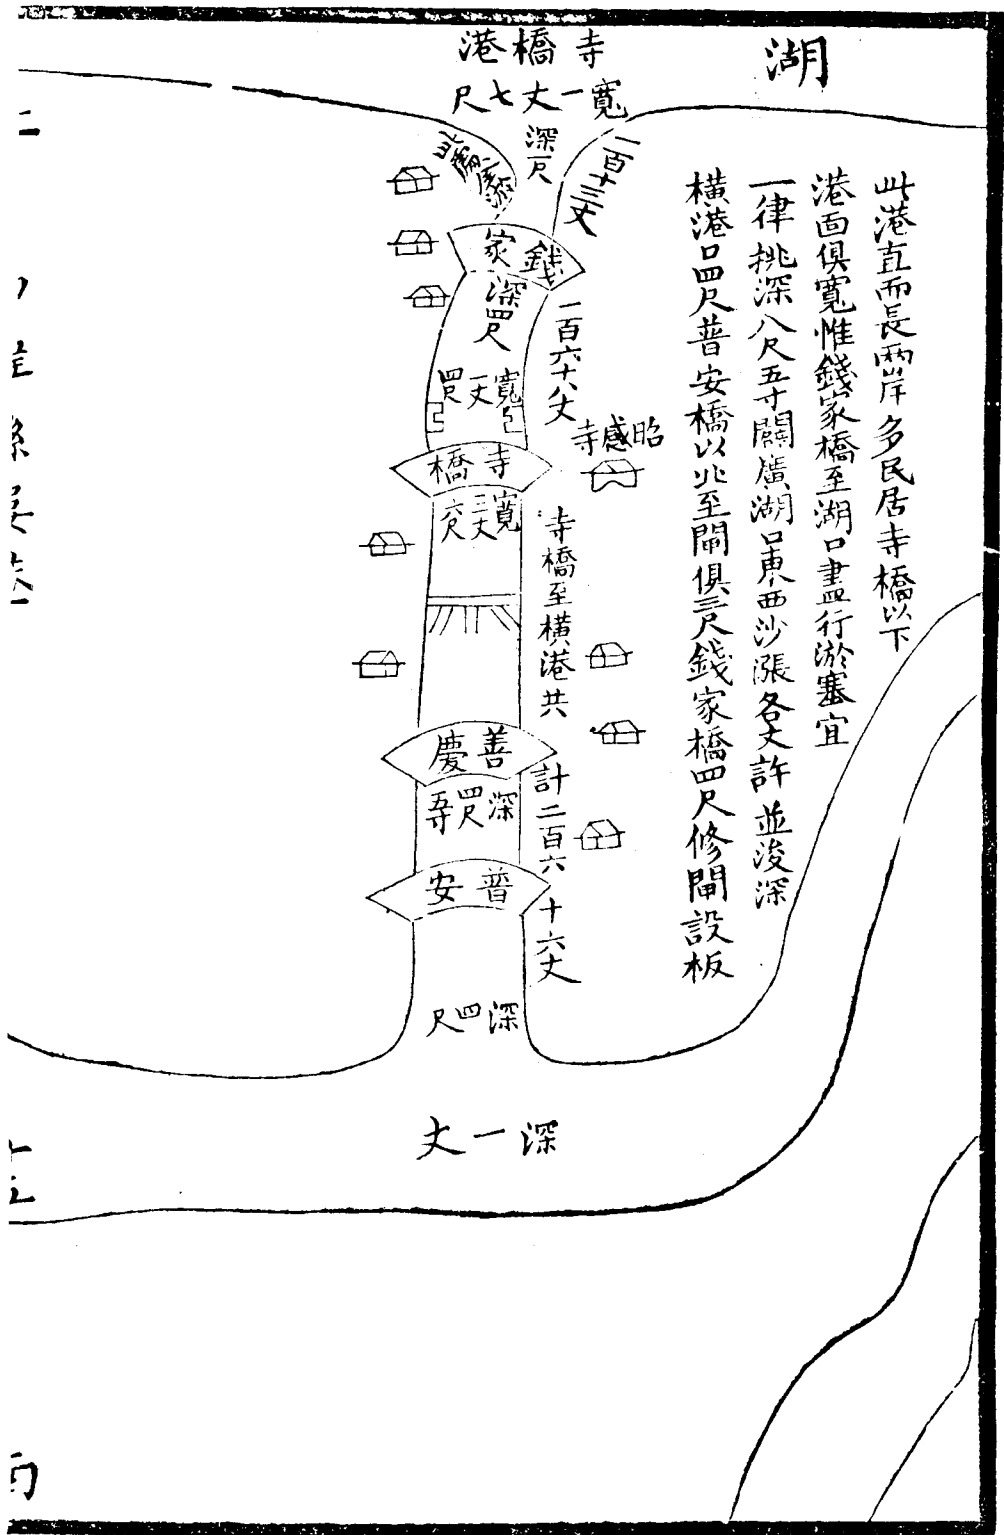 湖
寺橋港
寬一丈七尺
深一尺
一百十三丈
此港直而長兩岸多民居寺橋以下
港面俱寬惟錢家橋至湖口盡行淤塞宜
一律挑深八尺五寸闢廣湖口東西沙漲各丈許並浚深
橫港口四尺普安橋以北至閘俱三尺錢家橋四尺修閘設板
錢家
深四尺
一百六十八丈
寬一丈四尺
昭感寺
寺橋
寬三丈六尺
寺橋至橫港共計二百六十六丈
善慶
深四尺五寸
普安
深四尺
深一丈